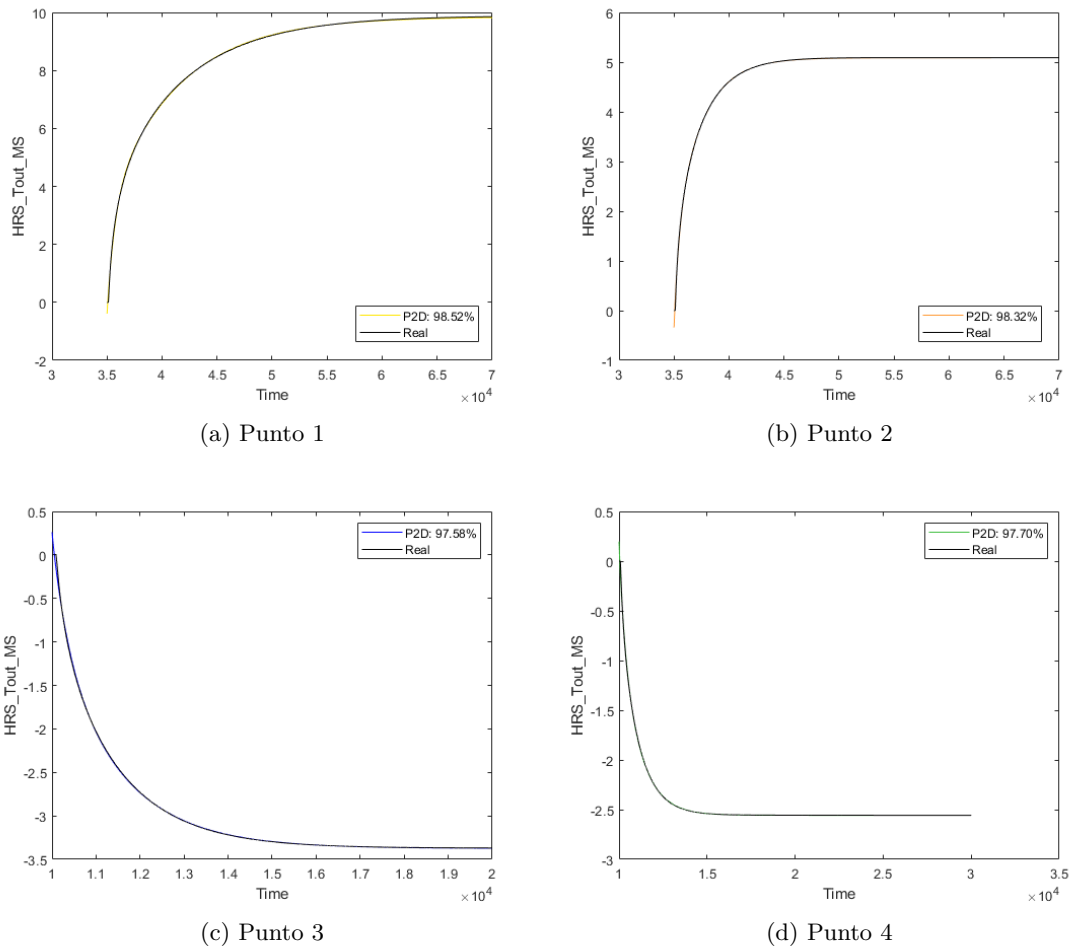 10
8
6
4
2
0
-2
HRS_Tout_MS
3 3.5 4 4.5 5 5.5 6 6.5 7
Time
×10^4
P2D: 98.52%
Real
(a) Punto 1
6
5
4
3
2
1
0
-1
HRS_Tout_MS
3 3.5 4 4.5 5 5.5 6 6.5 7
Time
×10^4
P2D: 98.32%
Real
(b) Punto 2
0.5
0
-0.5
-1
-1.5
-2
-2.5
-3
-3.5
HRS_Tout_MS
1 1.1 1.2 1.3 1.4 1.5 1.6 1.7 1.8 1.9 2
Time
×10^4
P2D: 97.58%
Real
(c) Punto 3
0.5
0
-0.5
-1
-1.5
-2
-2.5
-3
HRS_Tout_MS
1 1.5 2 2.5 3 3.5
Time
×10^4
P2D: 97.70%
Real
(d) Punto 4